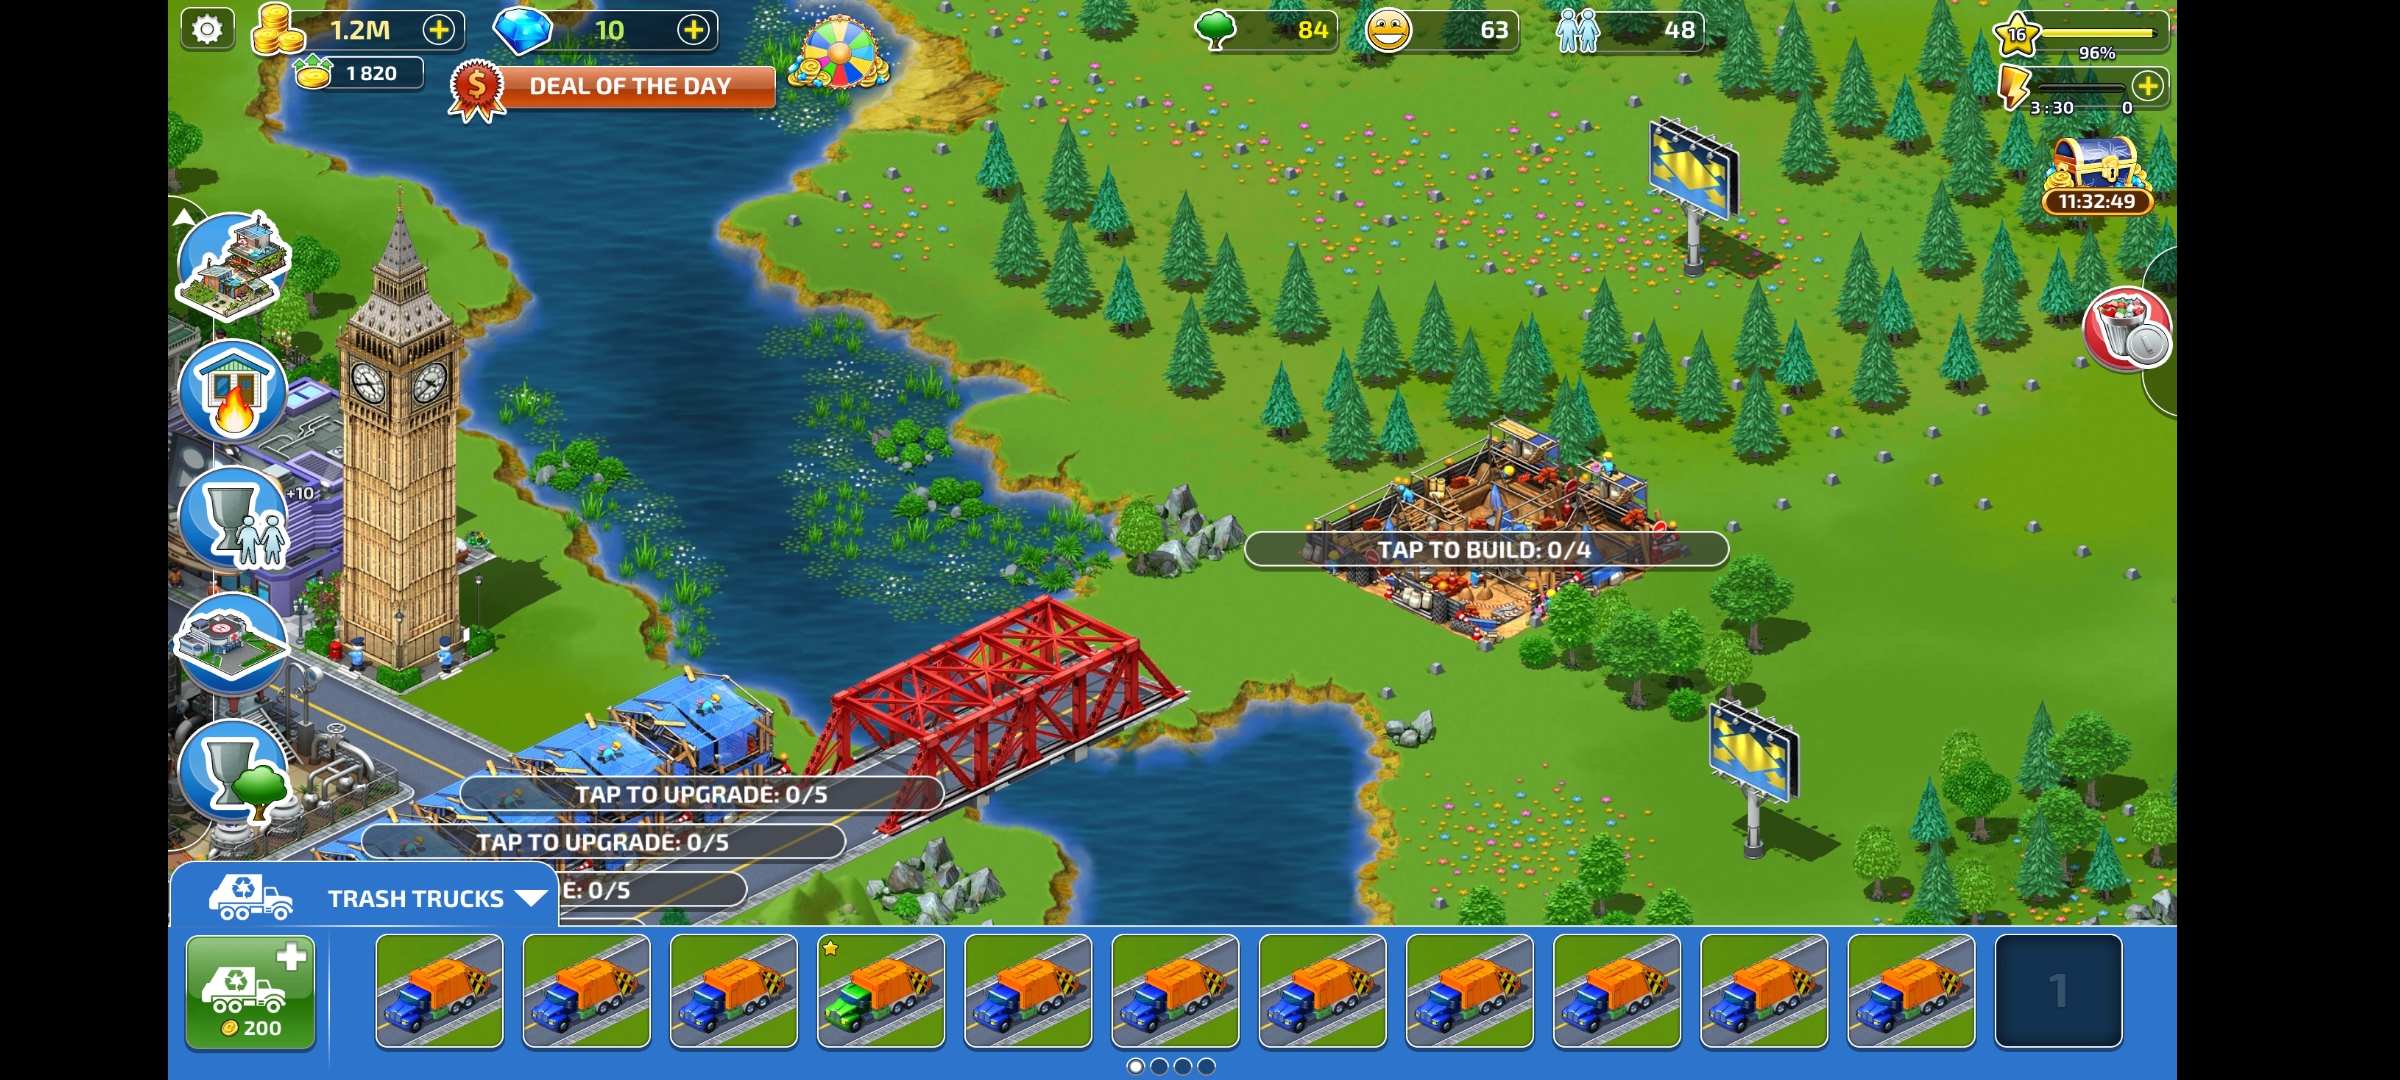 1.2M
10
84
63
48
16
96%
1 820
DEAL OF THE DAY
3:30
0
11:32:49
+10
TAP TO BUILD: 0/4
TAP TO UPGRADE: 0/5
TAP TO UPGRADE: 0/5
E: 0/5
TRASH TRUCKS
200
1